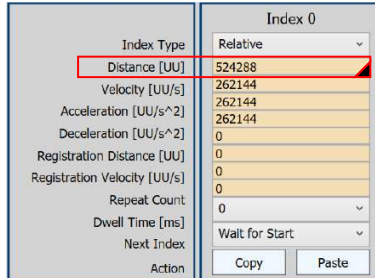 Index 0
Index Type Relative
Distance [UU] 524288
Velocity [UU/s] 262144
Acceleration [UU/s^2] 262144
Deceleration [UU/s^2] 262144
Registration Distance [UU] 0
Registration Velocity [UU/s] 0
Repeat Count 0
Dwell Time [ms] 0
Next Index 0
Action Wait for Start
Copy Paste